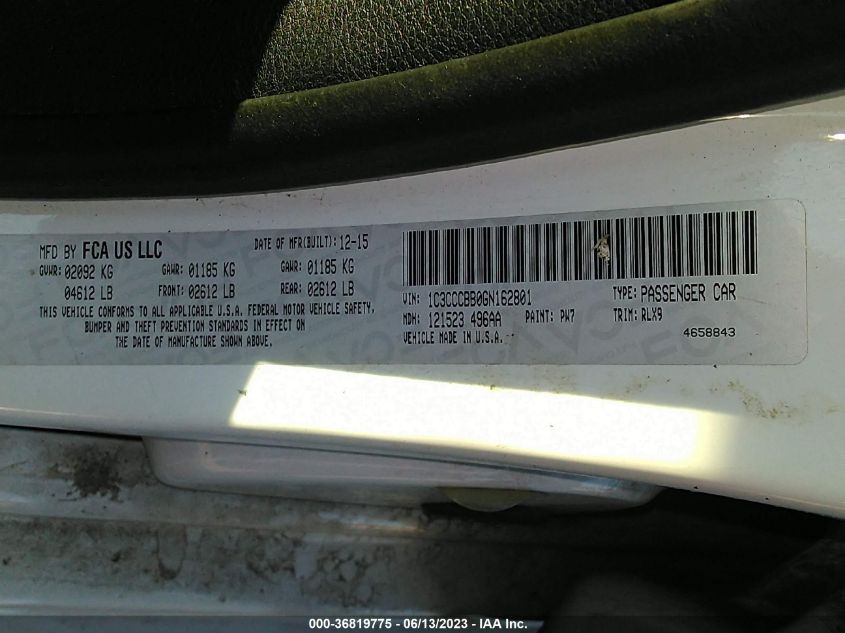 MFD BY FCA US LLC DATE OF MFR(BUILT): 12-15
GVWR: 02092 KG GAWR: 01185 KG GAWR: 01185 KG
04612 LB FRONT: 02612 LB REAR: 02612 LB
THIS VEHICLE CONFORMS TO ALL APPLICABLE U.S.A. FEDERAL MOTOR VEHICLE SAFETY,
BUMPER AND THEFT PREVENTION STANDARDS IN EFFECT ON
THE DATE OF MANUFACTURE SHOWN ABOVE.
VIN: 1C3CCCBB0GN162801 TYPE: PASSENGER CAR
MDH: 121523 496AA PAINT: PW7 TRIM: RLX9
VEHICLE MADE IN U.S.A. 4658843
000-36819775 - 06/13/2023 - IAA Inc.